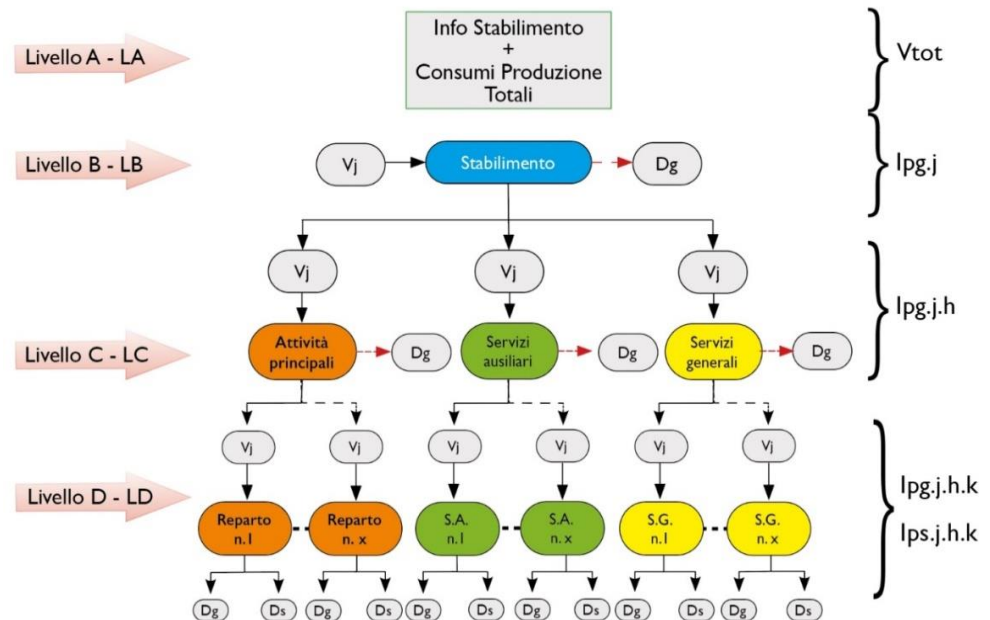 Livello A - LA
Info Stabilimento
+
Consumi Produzione
Totali
Vtot
Livello B - LB
Vj
Stabilimento
Dg
Ipg.j
Vj
Vj
Vj
Ipg.j.h
Livello C - LC
Attività
principali
Dg
Servizi
ausiliari
Dg
Servizi
generali
Dg
Vj
Vj
Vj
Vj
Vj
Vj
Livello D - LD
Reparto
n.1
Reparto
n. x
S.A.
n.1
S.A.
n. x
S.G.
n.1
S.G.
n. x
Ipg.j.h.k
Ips.j.h.k
Dg
Ds
Dg
Ds
Dg
Ds
Dg
Ds
Dg
Ds
Dg
Ds